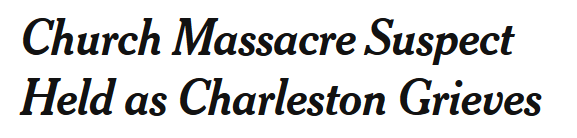 Church Massacre Suspect
Held as Charleston Grieves